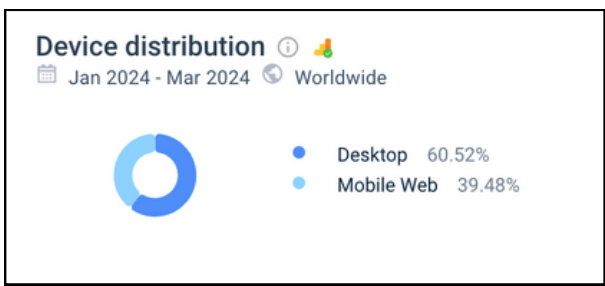 Device distribution
Jan 2024 - Mar 2024 Worldwide
Desktop 60.52%
Mobile Web 39.48%